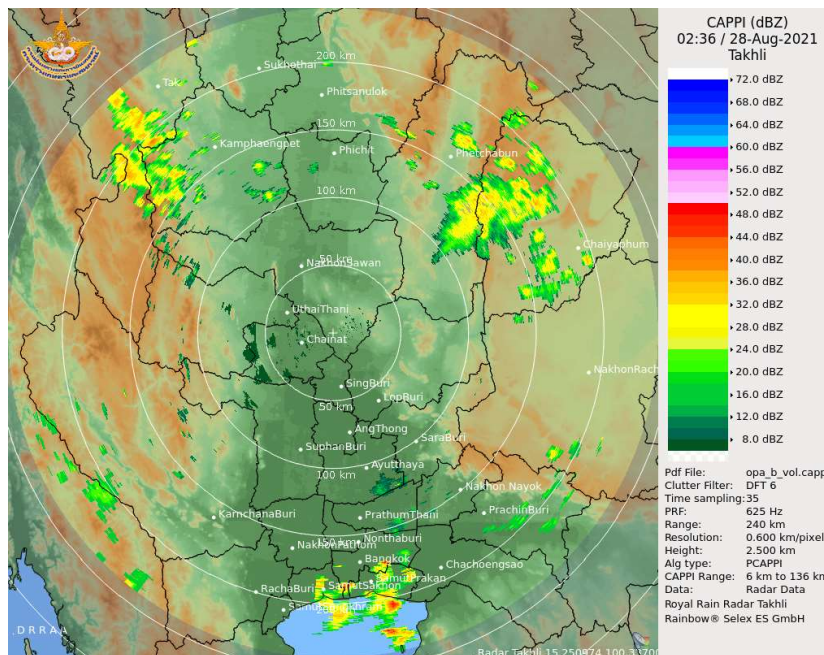 CAPPI (dBZ)
02:36 / 28-Aug-2021
Takhli
200 km
Sukhothai
Tak
Phitsanulok
150 km
Kamphaengpet
Phichit
Phetchabun
100 km
Chaiyaphum
50 km
NakhonSawan
UthaiThani
Chainat
NakhonRach
SingBuri
LopBuri
50 km
AngThong
SaraBuri
SuphanBuri
Ayutthaya
100 km
Nakhon Nayok
KarnchanaBuri
PrathumThani
PrachinBuri
150 km
Nonthaburi
Bangkok
Chachoengsao
RachaBuri
SamutSakhon
72.0 dBZ
68.0 dBZ
64.0 dBZ
60.0 dBZ
56.0 dBZ
52.0 dBZ
48.0 dBZ
44.0 dBZ
40.0 dBZ
36.0 dBZ
32.0 dBZ
28.0 dBZ
24.0 dBZ
20.0 dBZ
16.0 dBZ
12.0 dBZ
8.0 dBZ
Pdf File: opa_b_vol.capp
Clutter Filter: DFT 6
Time sampling:35
PRF: 625 Hz
Range: 240 km
Resolution: 0.600 km/pixel
Height: 2.500 km
Alg type: PCAPPI
CAPPI Range: 6 km to 136 km
Data: Radar Data
Royal Rain Radar Takhli
Rainbow® Selex ES GmbH
.DRRAA
Radar Takhli